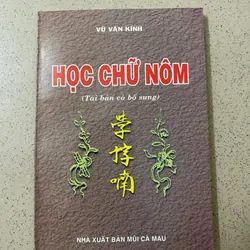 VŨ VĂN KÍNH
HỌC CHỮ NÔM
(Tái bản có bổ sung)
学
𡨸
喃
NHÀ XUẤT BẢN MŨI CÀ MAU